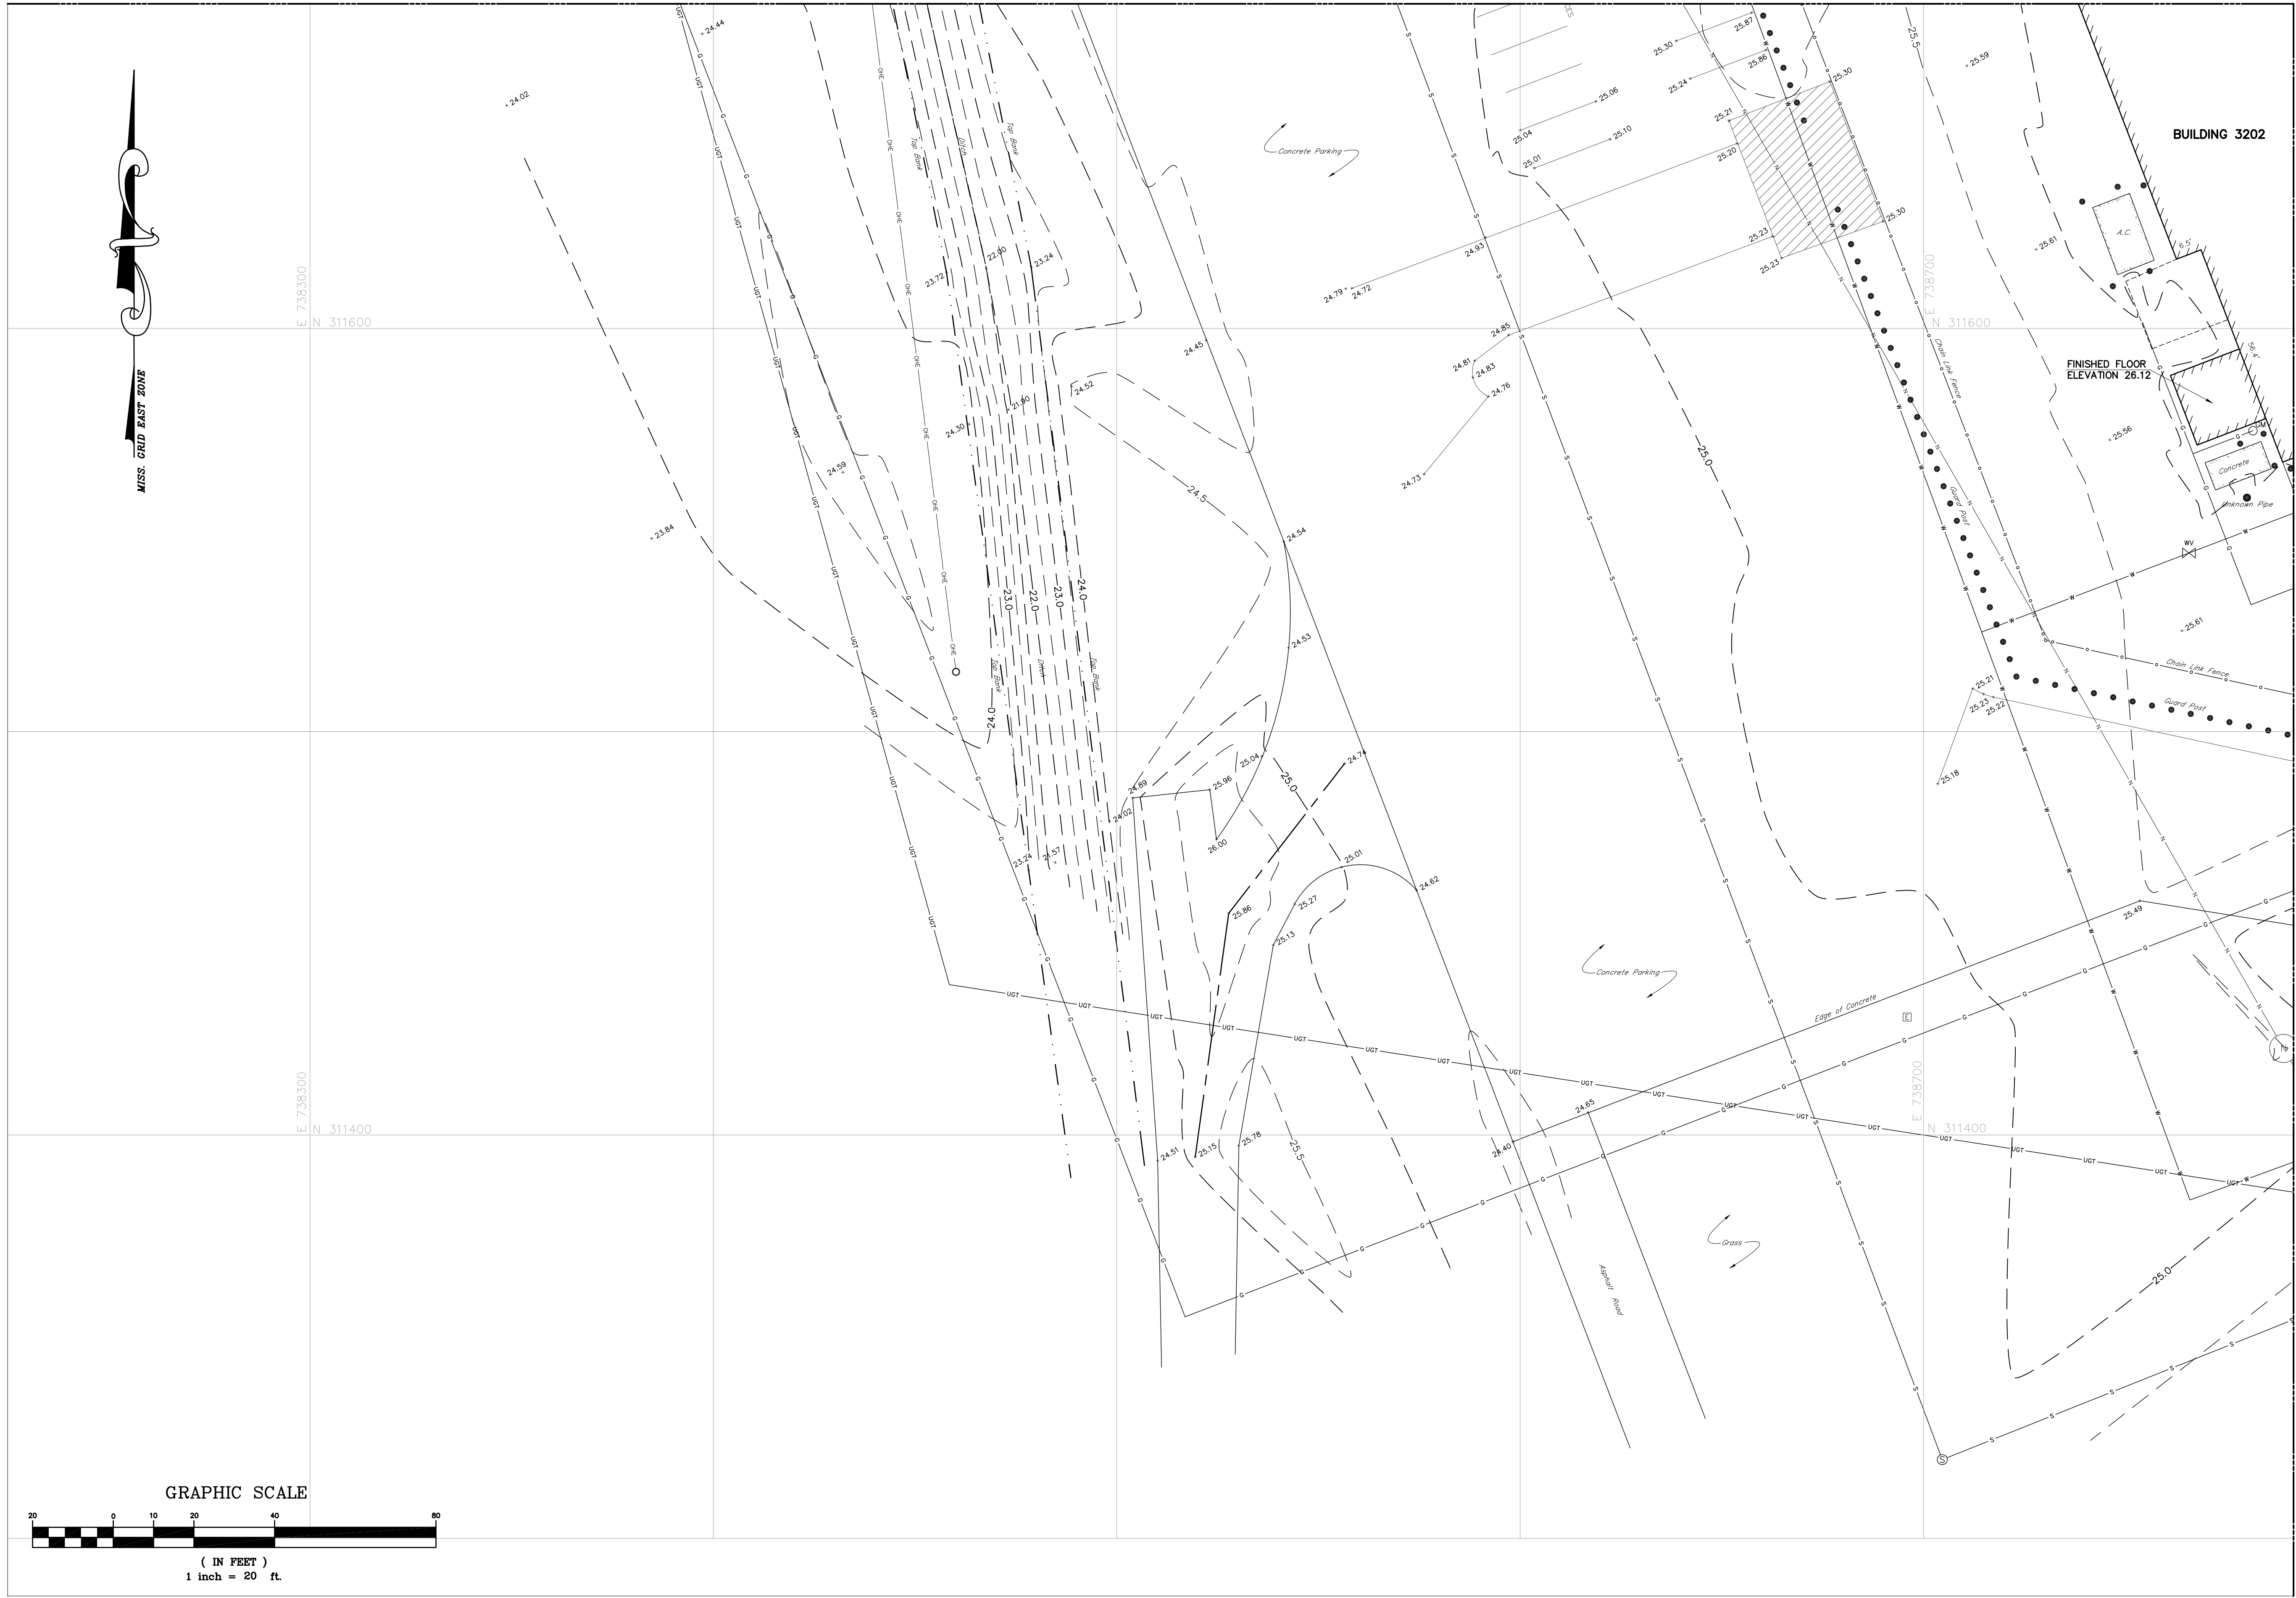 24.44
24.02
UGT
G
OHE
Top Bank
Ditch
Top Bank
Concrete Parking
S
25.87
25.30
25.86
25.24
25.30
25.06
25.04
25.10
25.01
25.21
25.20
W
N
25.5
25.59
BUILDING 3202
A.C.
6.5'
25.30
25.23
25.23
25.61
24.93
24.79
24.72
22.00
23.24
23.72
E 738300
N 311600
E 738700
N 311600
24.85
24.81
24.83
24.76
24.73
24.45
24.52
21.90
24.30
24.59
Chain Link Fence
FINISHED FLOOR
ELEVATION 26.12
56.4'
25.56
Concrete
Unknown Pipe
WV
MISS. GRID EAST ZONE
24.5
25.0
Guard Post
23.84
24.54
23.0
22.0
23.0
24.0
24.53
Top Bank
Ditch
Top Bank
24.0
25.61
Chain Link Fence
Guard Post
25.21
25.23
25.22
25.18
25.04
24.74
25.0
24.89
25.96
24.02
26.00
23.24
21.57
25.01
24.62
25.86
25.27
25.13
25.49
Concrete Parking
Edge of Concrete
E
N
E 738300
N 311400
E 738700
N 311400
24.65
24.40
24.51
25.15
25.78
25.5
Grass
Asphalt Road
25.0
S
GRAPHIC SCALE
20 0 10 20 40 80
( IN FEET )
1 inch = 20 ft.